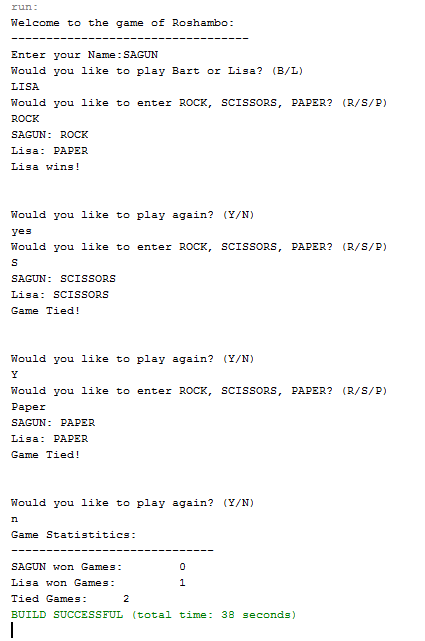 run:
Welcome to the game of Roshambo:
----------------------------------
Enter your Name:SAGUN
Would you like to play Bart or Lisa? (B/L)
LISA
Would you like to enter ROCK, SCISSORS, PAPER? (R/S/P)
ROCK
SAGUN: ROCK
Lisa: PAPER
Lisa wins!
Would you like to play again? (Y/N)
yes
Would you like to enter ROCK, SCISSORS, PAPER? (R/S/P)
S
SAGUN: SCISSORS
Lisa: SCISSORS
Game Tied!
Would you like to play again? (Y/N)
Y
Would you like to enter ROCK, SCISSORS, PAPER? (R/S/P)
Paper
SAGUN: PAPER
Lisa: PAPER
Game Tied!
Would you like to play again? (Y/N)
n
Game Statistitics:
-----------------------------
SAGUN won Games:        0
Lisa won Games:         1
Tied Games:     2
BUILD SUCCESSFUL (total time: 38 seconds)